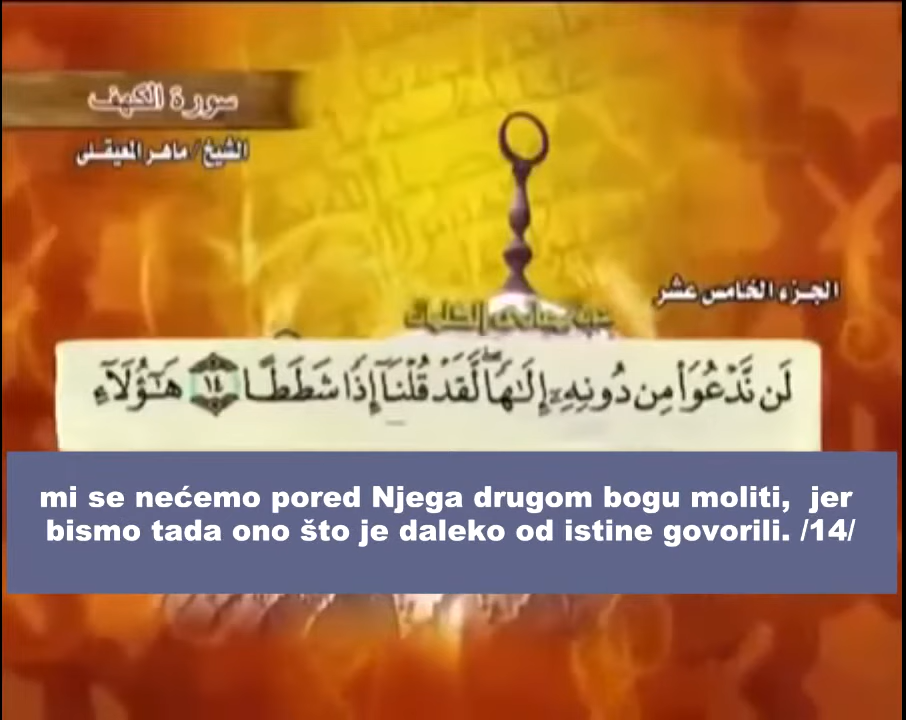 سورة الكهف
الشيخ / ماهر المعيقلى
الجزء الخامس عشر
لَن نَّدْعُوَا۟ مِن دُونِهِۦٓ إِلَـٰهًا ۖ لَّقَدْ قُلْنَآ إِذًا شَطَطًا ١٤ هَـٰٓؤُلَآءِ
mi se nećemo pored Njega drugom bogu moliti, jer
bismo tada ono što je daleko od istine govorili. /14/